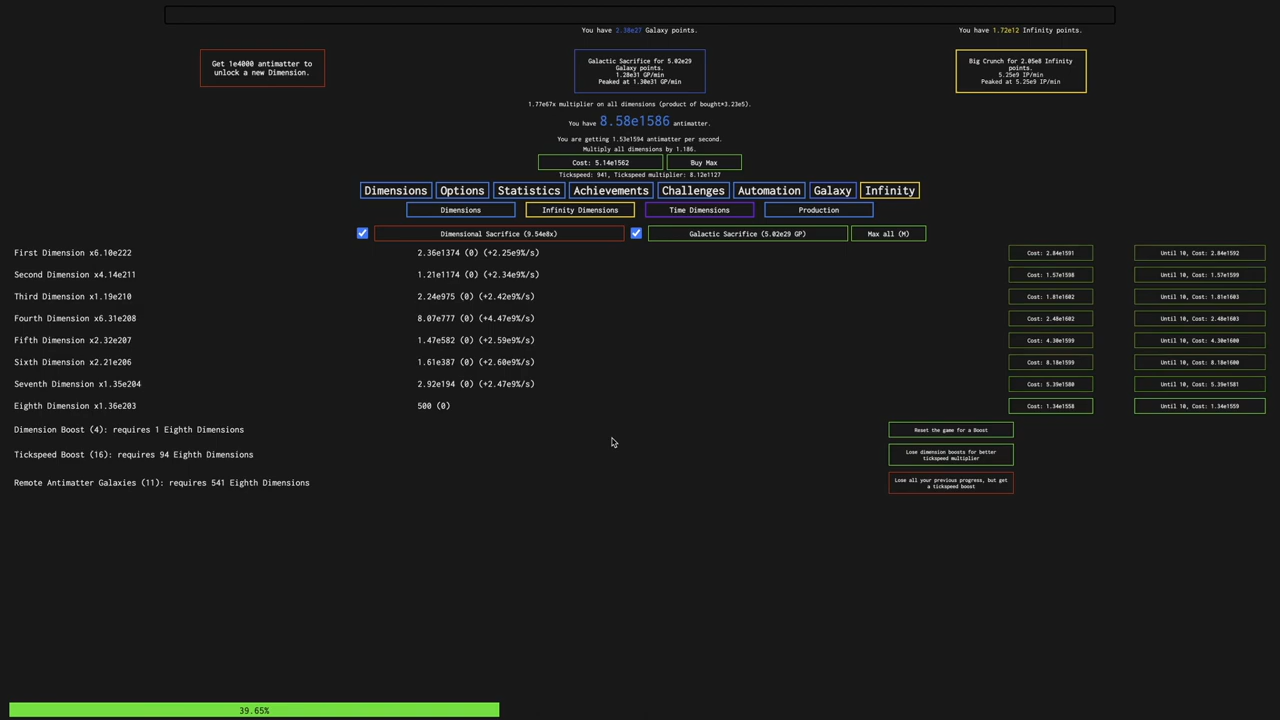 You have 2.38e27 Galaxy points.
You have 1.72e12 Infinity points.
Get 1e4000 antimatter to
unlock a new Dimension.
Galactic Sacrifice for 5.02e29
Galaxy points.
1.28e31 GP/min
Peaked at 1.30e31 GP/min
Big Crunch for 2.05e8 Infinity
points.
5.25e9 IP/min
Peaked at 5.25e9 IP/min
1.77e67x multiplier on all dimensions (product of bought*3.23e5).
You have 8.58e1586 antimatter.
You are getting 1.53e1594 antimatter per second.
Multiply all dimensions by 1.186.
Cost: 5.14e1562
Buy Max
Tickspeed: 941, Tickspeed multiplier: 8.12e1127
Dimensions Options Statistics Achievements Challenges Automation Galaxy Infinity
Dimensions Infinity Dimensions Time Dimensions Production
Dimensional Sacrifice (9.54e8x) Galactic Sacrifice (5.02e29 GP) Max all (M)
First Dimension x6.10e222 2.36e1374 (0) (+2.25e9%/s) Cost: 2.84e1591 Until 10, Cost: 2.84e1592
Second Dimension x4.14e211 1.21e1174 (0) (+2.34e9%/s) Cost: 1.57e1598 Until 10, Cost: 1.57e1599
Third Dimension x1.19e210 2.24e975 (0) (+2.42e9%/s) Cost: 1.81e1602 Until 10, Cost: 1.81e1603
Fourth Dimension x6.31e208 8.07e777 (0) (+4.47e9%/s) Cost: 2.48e1602 Until 10, Cost: 2.48e1603
Fifth Dimension x2.32e207 1.47e582 (0) (+2.59e9%/s) Cost: 4.30e1599 Until 10, Cost: 4.30e1600
Sixth Dimension x2.21e206 1.61e387 (0) (+2.60e9%/s) Cost: 8.18e1599 Until 10, Cost: 8.18e1600
Seventh Dimension x1.35e204 2.92e194 (0) (+2.47e9%/s) Cost: 5.39e1580 Until 10, Cost: 5.39e1581
Eighth Dimension x1.36e203 500 (0) Cost: 1.34e1558 Until 10, Cost: 1.34e1559
Dimension Boost (4): requires 1 Eighth Dimensions Reset the game for a Boost
Tickspeed Boost (16): requires 94 Eighth Dimensions
Lose dimension boosts for better
tickspeed multiplier
Remote Antimatter Galaxies (11): requires 541 Eighth Dimensions
Lose all your previous progress, but get
a tickspeed boost
39.65%